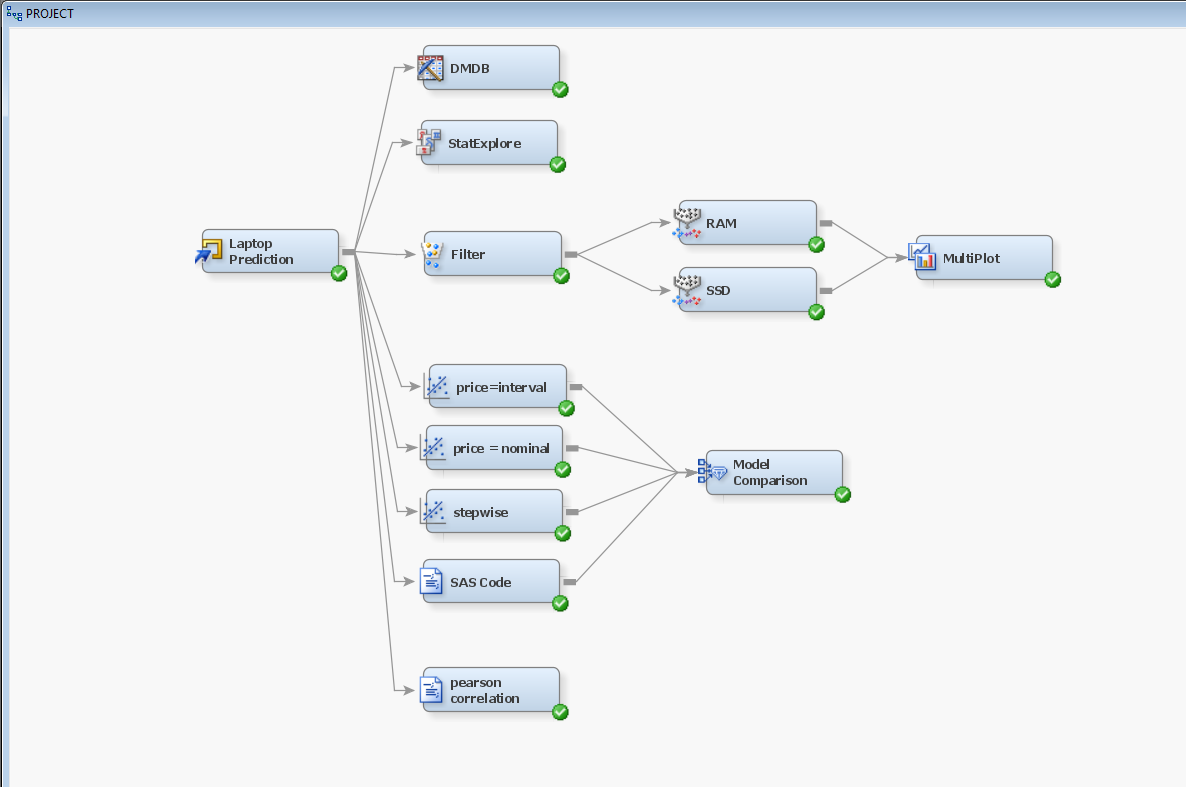 PROJECT
DMDB
StatExplore
Laptop
Prediction
Filter
RAM
SSD
MultiPlot
price=interval
price = nominal
stepwise
SAS Code
Model
Comparison
pearson
correlation